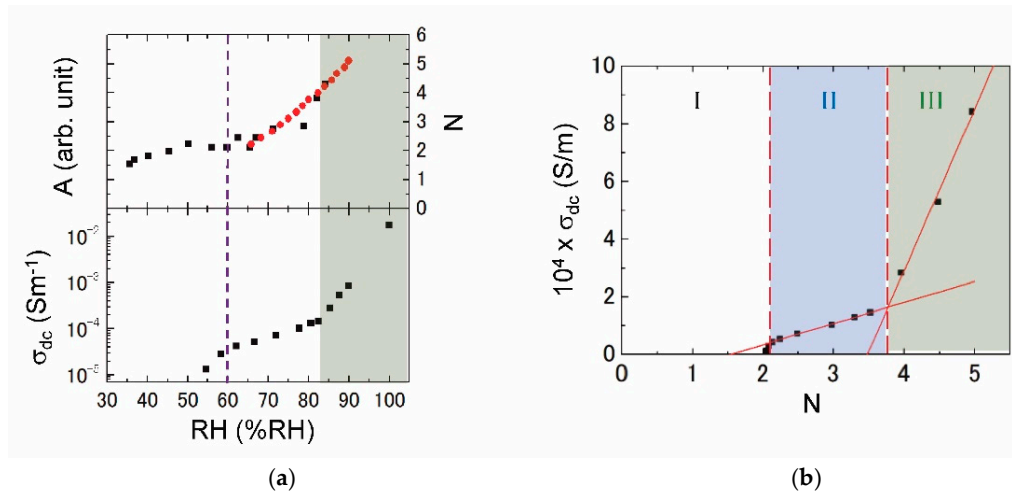 A (arb. unit)
6
5
4
3
2
1
0
N
σdc (Sm⁻¹)
10⁻²
10⁻³
10⁻⁴
10⁻⁵
30 40 50 60 70 80 90 100
RH (%RH)
(a)
10⁴ x σdc (S/m)
10
8
6
4
2
0
I II III
0 1 2 3 4 5
N
(b)